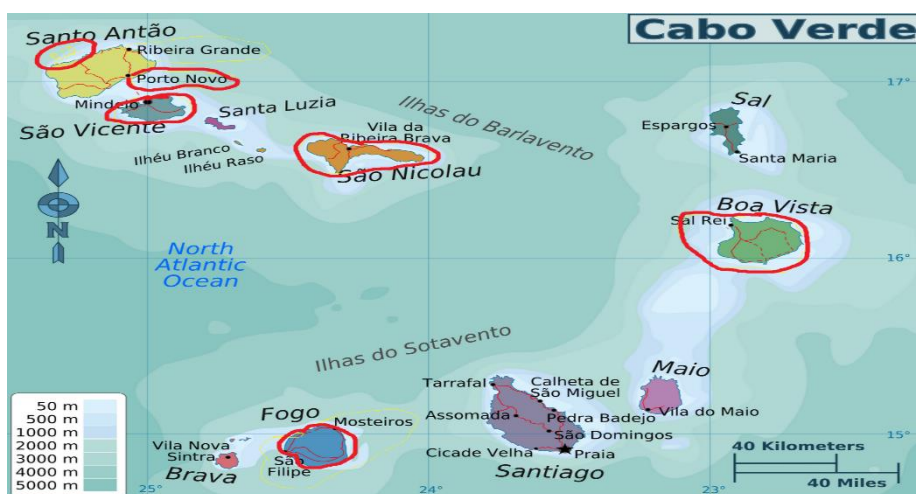 Cabo Verde
Santo Antão
Ribeira Grande
Porto Novo
Mindelo
São Vicente
Santa Luzia
Ilhéu Branco
Ilhéu Raso
Vila da
Ribeira Brava
São Nicolau
Ilhas do Barlavento
Sal
Espargos
Santa Maria
Boa Vista
Sal Rei
17°
16°
N
North
Atlantic
Ocean
Ilhas do Sotavento
Maio
Vila do Maio
Tarrafal
Calheta de
São Miguel
Assomada
Pedra Badejo
São Domingos
Cicade Velha
Praia
Santiago
Fogo
Mosteiros
São
Filipe
Vila Nova
Sintra
Brava
15°
50 m
500 m
1000 m
2000 m
3000 m
4000 m
5000 m
25°
24°
23°
40 Kilometers
40 Miles